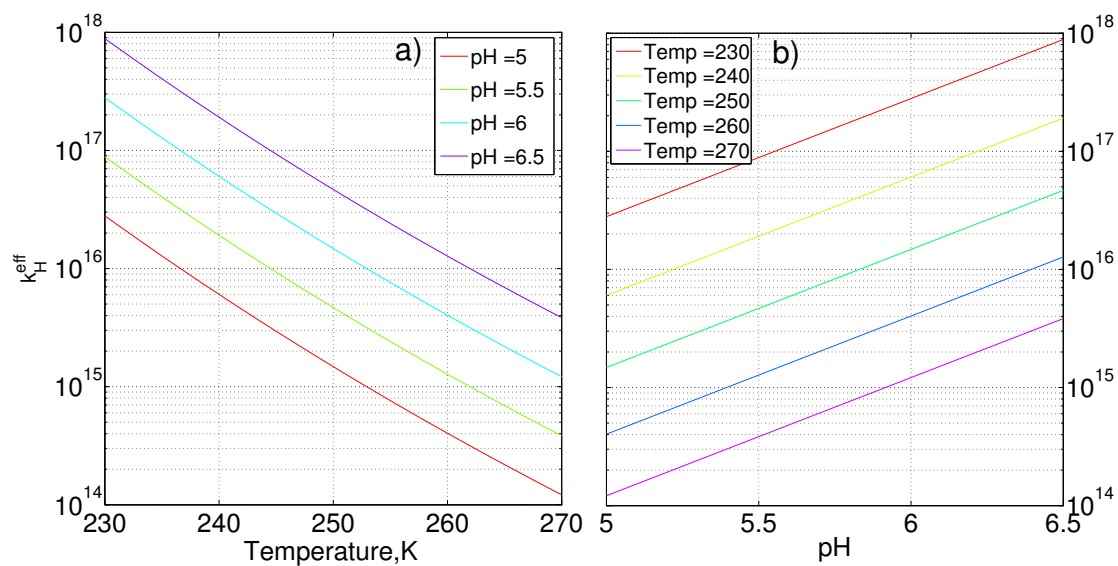 a)
pH =5
pH =5.5
pH =6
pH =6.5
10^18
10^17
10^16
10^15
10^14
k_H^eff
230 240 250 260 270
Temperature,K
b)
Temp =230
Temp =240
Temp =250
Temp =260
Temp =270
10^18
10^17
10^16
10^15
10^14
5 5.5 6 6.5
pH